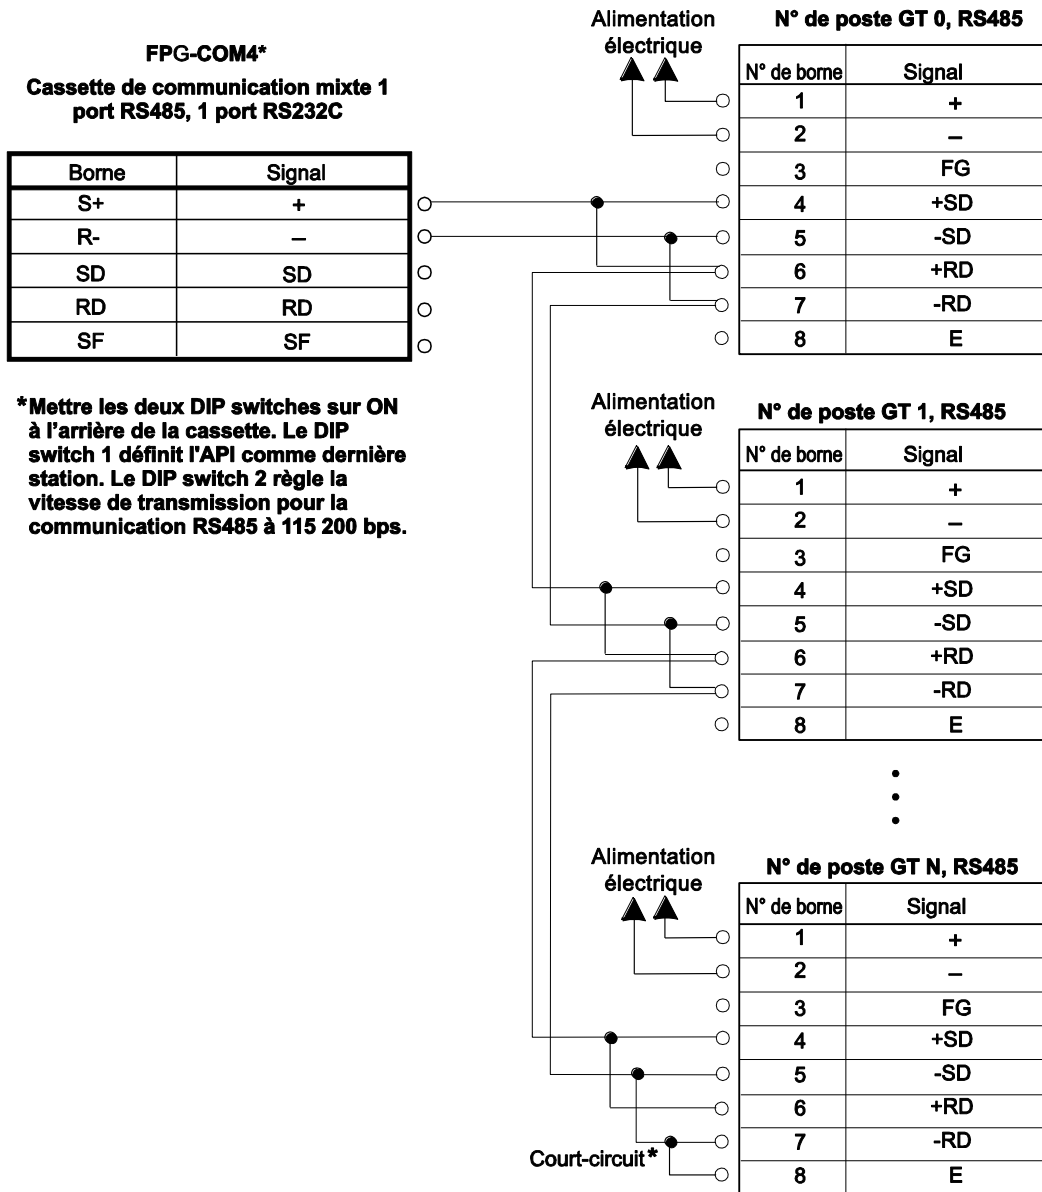 FPG-COM4*
Cassette de communication mixte 1
port RS485, 1 port RS232C
Borne Signal
S+ +
R- –
SD SD
RD RD
SF SF
*Mettre les deux DIP switches sur ON
à l'arrière de la cassette. Le DIP
switch 1 définit l'API comme dernière
station. Le DIP switch 2 règle la
vitesse de transmission pour la
communication RS485 à 115 200 bps.
Alimentation
électrique
N° de poste GT 0, RS485
N° de borne Signal
1 +
2 –
3 FG
4 +SD
5 -SD
6 +RD
7 -RD
8 E
Alimentation
électrique
N° de poste GT 1, RS485
N° de borne Signal
1 +
2 –
3 FG
4 +SD
5 -SD
6 +RD
7 -RD
8 E
Alimentation
électrique
N° de poste GT N, RS485
N° de borne Signal
1 +
2 –
3 FG
4 +SD
5 -SD
6 +RD
7 -RD
8 E
Court-circuit*